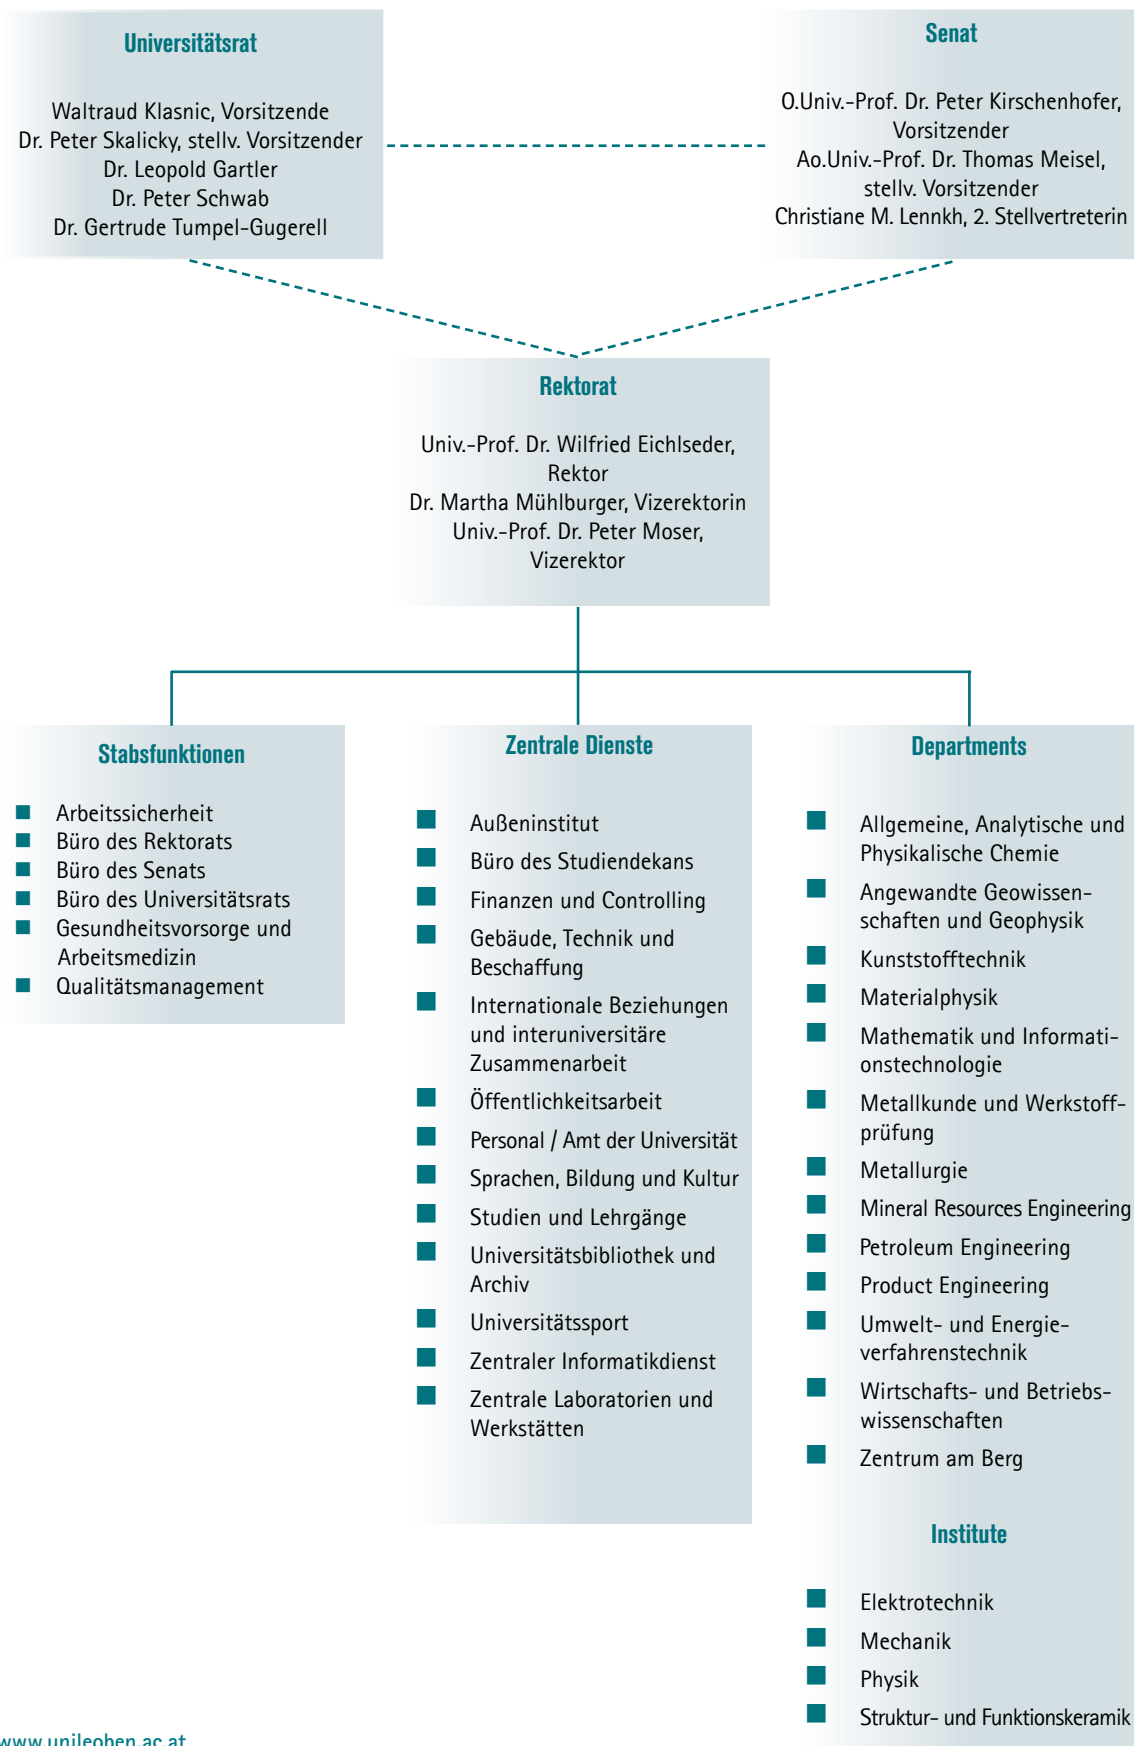 Universitätsrat
Waltraud Klasnic, Vorsitzende
Dr. Peter Skalicky, stellv. Vorsitzender
Dr. Leopold Gartler
Dr. Peter Schwab
Dr. Gertrude Tumpel-Gugerell
Senat
O.Univ.-Prof. Dr. Peter Kirschenhofer,
Vorsitzender
Ao.Univ.-Prof. Dr. Thomas Meisel,
stellv. Vorsitzender
Christiane M. Lennkh, 2. Stellvertreterin
Rektorat
Univ.-Prof. Dr. Wilfried Eichlseder,
Rektor
Dr. Martha Mühlburger, Vizerektorin
Univ.-Prof. Dr. Peter Moser,
Vizerektor
Stabsfunktionen
Arbeitssicherheit
Büro des Rektorats
Büro des Senats
Büro des Universitätsrats
Gesundheitsvorsorge und
Arbeitsmedizin
Qualitätsmanagement
Zentrale Dienste
Außeninstitut
Büro des Studiendekans
Finanzen und Controlling
Gebäude, Technik und
Beschaffung
Internationale Beziehungen
und interuniversitäre
Zusammenarbeit
Öffentlichkeitsarbeit
Personal / Amt der Universität
Sprachen, Bildung und Kultur
Studien und Lehrgänge
Universitätsbibliothek und
Archiv
Universitätssport
Zentraler Informatikdienst
Zentrale Laboratorien und
Werkstätten
Departments
Allgemeine, Analytische und
Physikalische Chemie
Angewandte Geowissen-
schaften und Geophysik
Kunststofftechnik
Materialphysik
Mathematik und Informati-
onstechnologie
Metallkunde und Werkstoff-
prüfung
Metallurgie
Mineral Resources Engineering
Petroleum Engineering
Product Engineering
Umwelt- und Energie-
verfahrenstechnik
Wirtschafts- und Betriebs-
wissenschaften
Zentrum am Berg
Institute
Elektrotechnik
Mechanik
Physik
Struktur- und Funktionskeramik
www.unileoben.ac.at